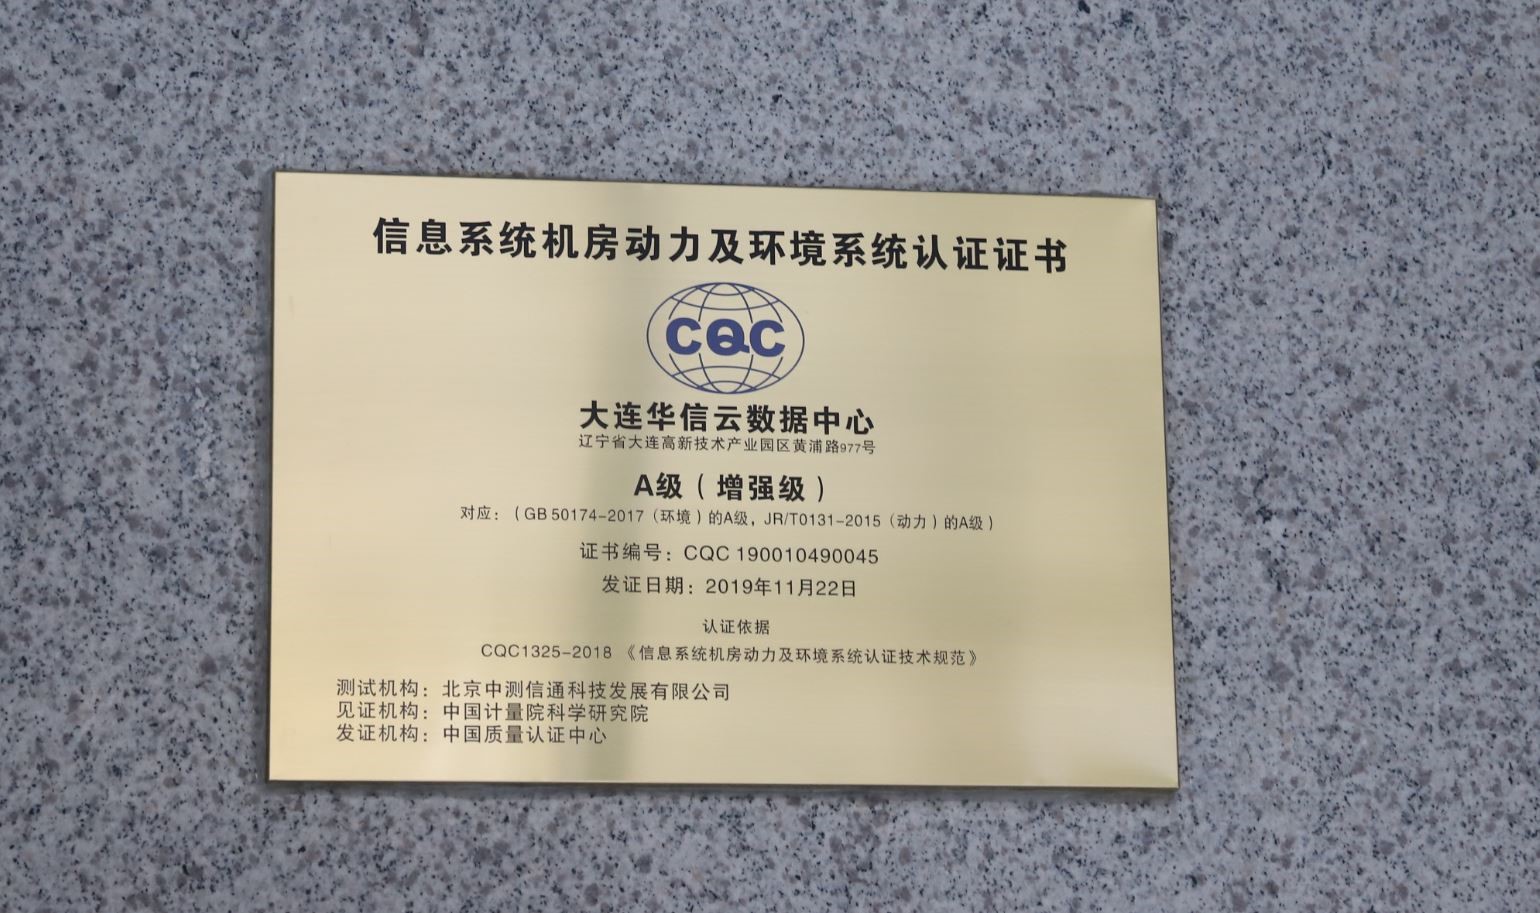 信息系统机房动力及环境系统认证证书
CQC
大连华信云数据中心
辽宁省大连高新技术产业园区黄浦路977号
A级（增强级）
对应：（GB 50174-2017（环境）的A级，JR/T0131-2015（动力）的A级）
证书编号：CQC 190010490045
发证日期：2019年11月22日
认证依据
CQC1325-2018 《信息系统机房动力及环境系统认证技术规范》
测试机构：北京中测信通科技发展有限公司
见证机构：中国计量院科学研究院
发证机构：中国质量认证中心